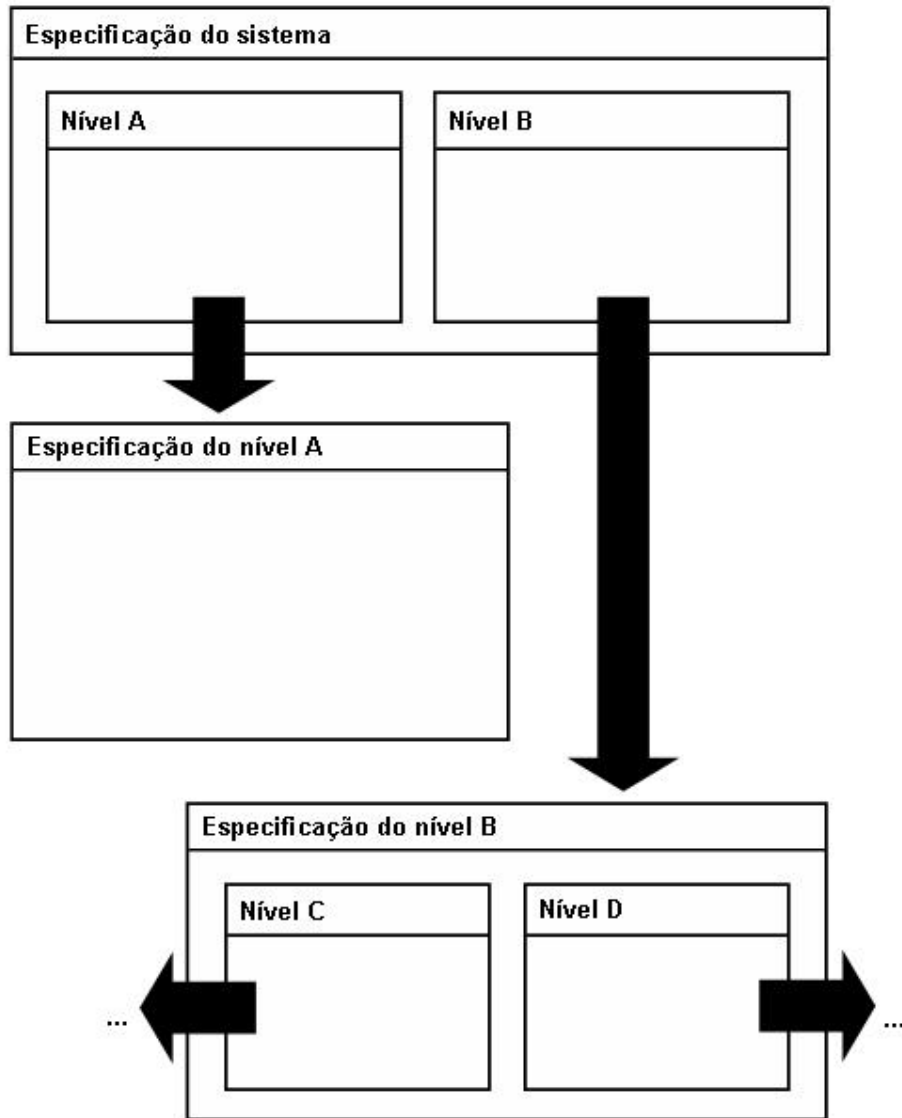 Especificação do sistema
Nível A
Nível B
Especificação do nível A
Especificação do nível B
Nível C
Nível D
...
...